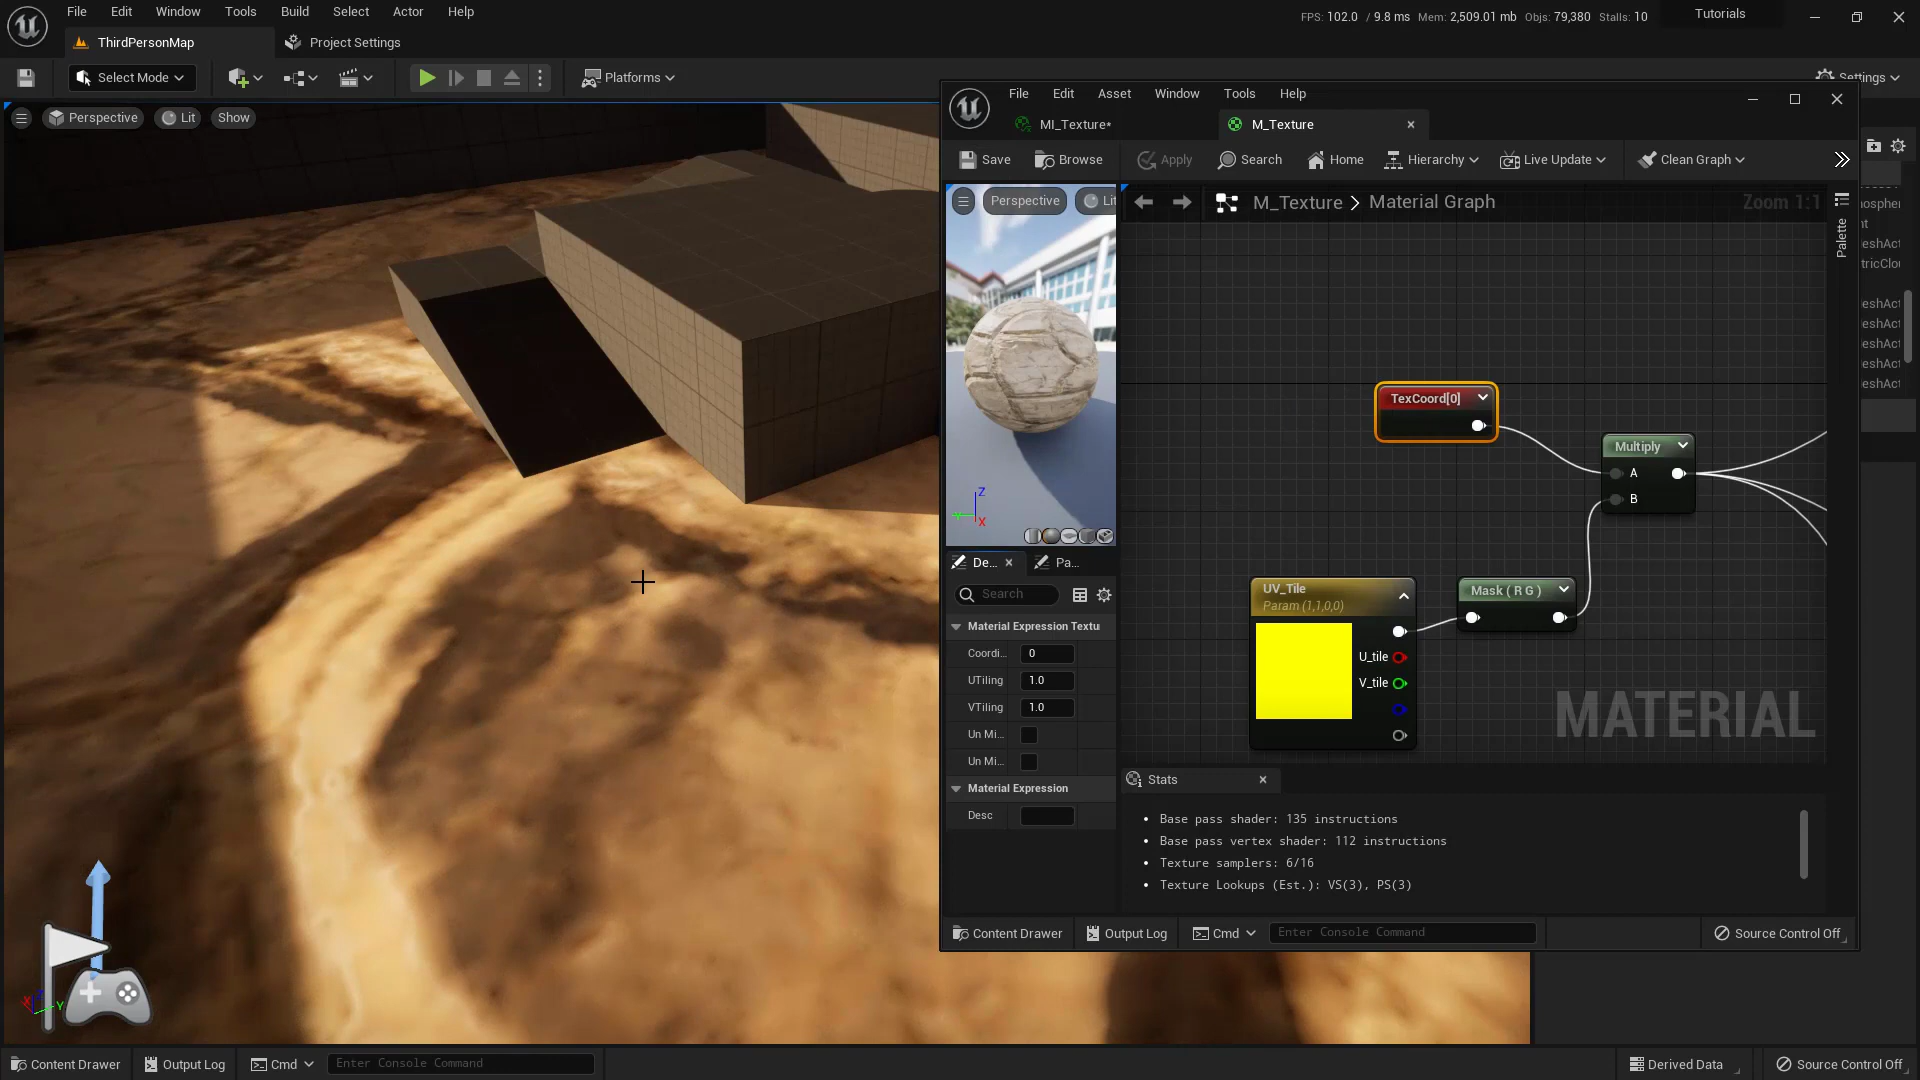 File Edit Window Tools Build Select Actor Help
FPS: 102.0 / 9.8 ms Mem: 2,509.01 mb Objs: 79,380 Stalls: 10
Tutorials
ThirdPersonMap
Project Settings
Select Mode
Platforms
Settings
Perspective
Lit
Show
File Edit Asset Window Tools Help
MI_Texture*
M_Texture
Save
Browse
Apply
Search
Home
Hierarchy
Live Update
Clean Graph
Perspective
Lit
M_Texture > Material Graph
Zoom 1:1
Palette
TexCoord[0]
Multiply
A
B
UV_Tile
Param (1,1,0,0)
Mask ( R G )
U_tile
V_tile
MATERIAL
Z
X
De...
Pa...
Search
Material Expression Textu
Coordi... 0
UTiling 1.0
VTiling 1.0
Un Mi...
Un Mi...
Material Expression
Desc
Stats
• Base pass shader: 135 instructions
• Base pass vertex shader: 112 instructions
• Texture samplers: 6/16
• Texture Lookups (Est.): VS(3), PS(3)
Content Drawer
Output Log
Cmd
Enter Console Command
Source Control Off
X Y
Content Drawer
Output Log
Cmd
Enter Console Command
Derived Data
Source Control Off